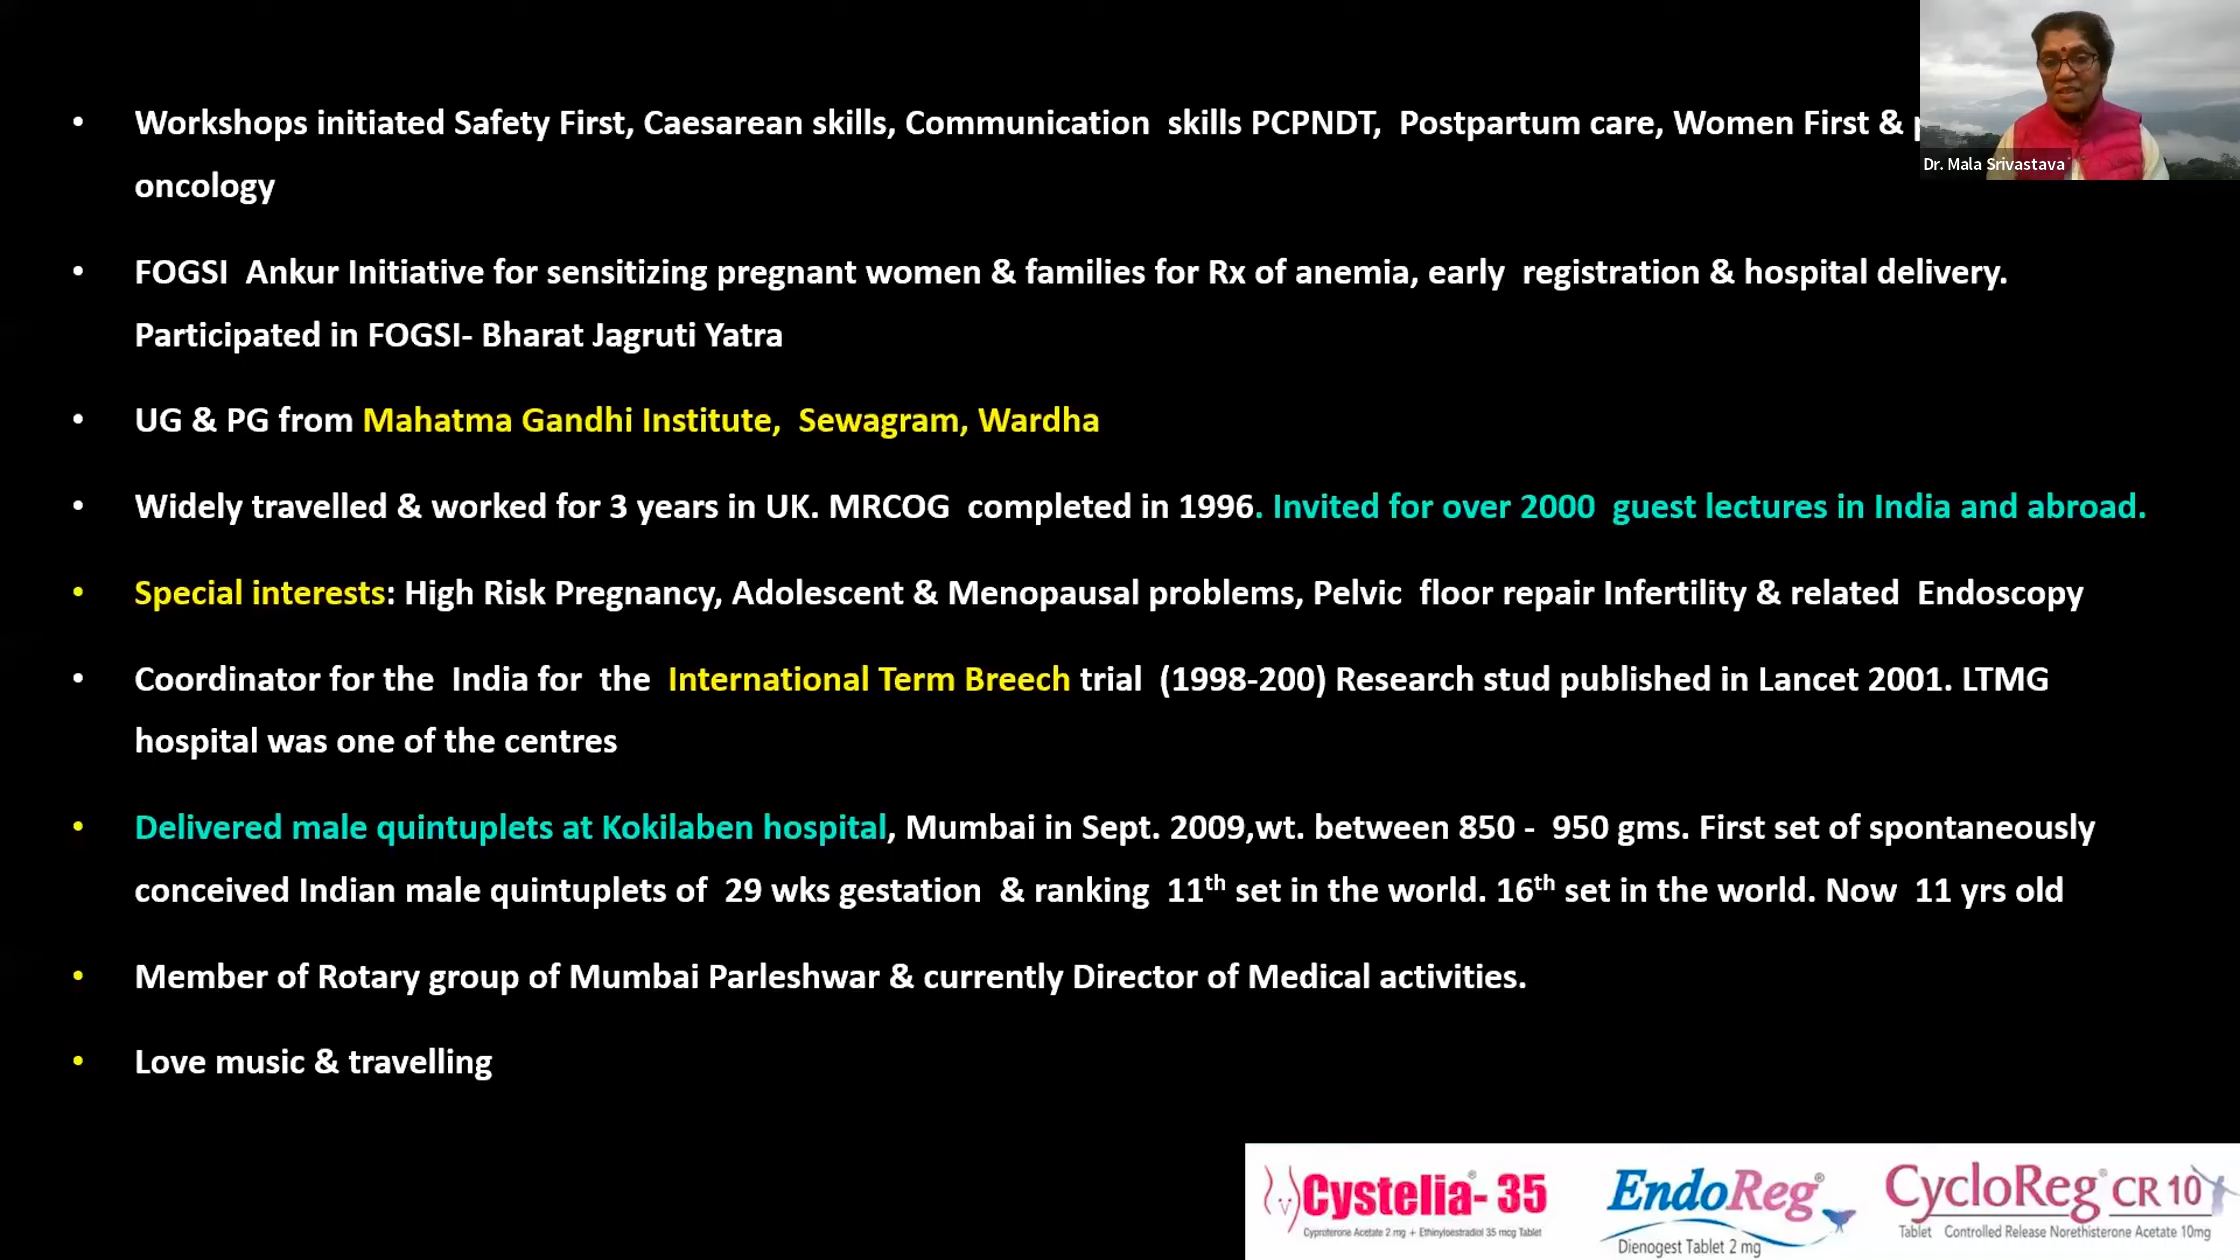 • Workshops initiated Safety First, Caesarean skills, Communication skills PCPNDT, Postpartum care, Women First &
oncology
• FOGSI Ankur Initiative for sensitizing pregnant women & families for Rx of anemia, early registration & hospital delivery.
Participated in FOGSI- Bharat Jagruti Yatra
• UG & PG from Mahatma Gandhi Institute, Sewagram, Wardha
• Widely travelled & worked for 3 years in UK. MRCOG completed in 1996. Invited for over 2000 guest lectures in India and abroad.
• Special interests: High Risk Pregnancy, Adolescent & Menopausal problems, Pelvic floor repair Infertility & related Endoscopy
• Coordinator for the India for the International Term Breech trial (1998-200) Research stud published in Lancet 2001. LTMG
hospital was one of the centres
• Delivered male quintuplets at Kokilaben hospital, Mumbai in Sept. 2009,wt. between 850 - 950 gms. First set of spontaneously
conceived Indian male quintuplets of 29 wks gestation & ranking 11th set in the world. 16th set in the world. Now 11 yrs old
• Member of Rotary group of Mumbai Parleshwar & currently Director of Medical activities.
• Love music & travelling
Dr. Mala Srivastava
Cystelia®- 35
Cyproterone Acetate 2 mg + Ethinyloestradiol 35 mcg Tablet
EndoReg®
Dienogest Tablet 2 mg
CycloReg® CR 10
Tablet Controlled Release Norethisterone Acetate 10mg